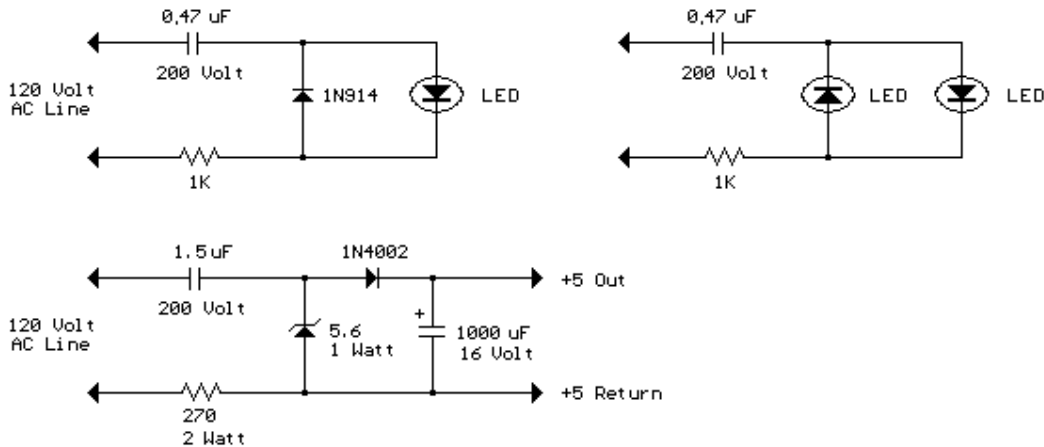 0.47 uF
200 Volt
120 Volt
AC Line
1N914
LED
1K
0.47 uF
200 Volt
LED
LED
1K
1.5uF
200 Volt
1N4002
+5 Out
120 Volt
AC Line
5.6
1 Watt
+
1000 uF
16 Volt
270
2 Watt
+5 Return